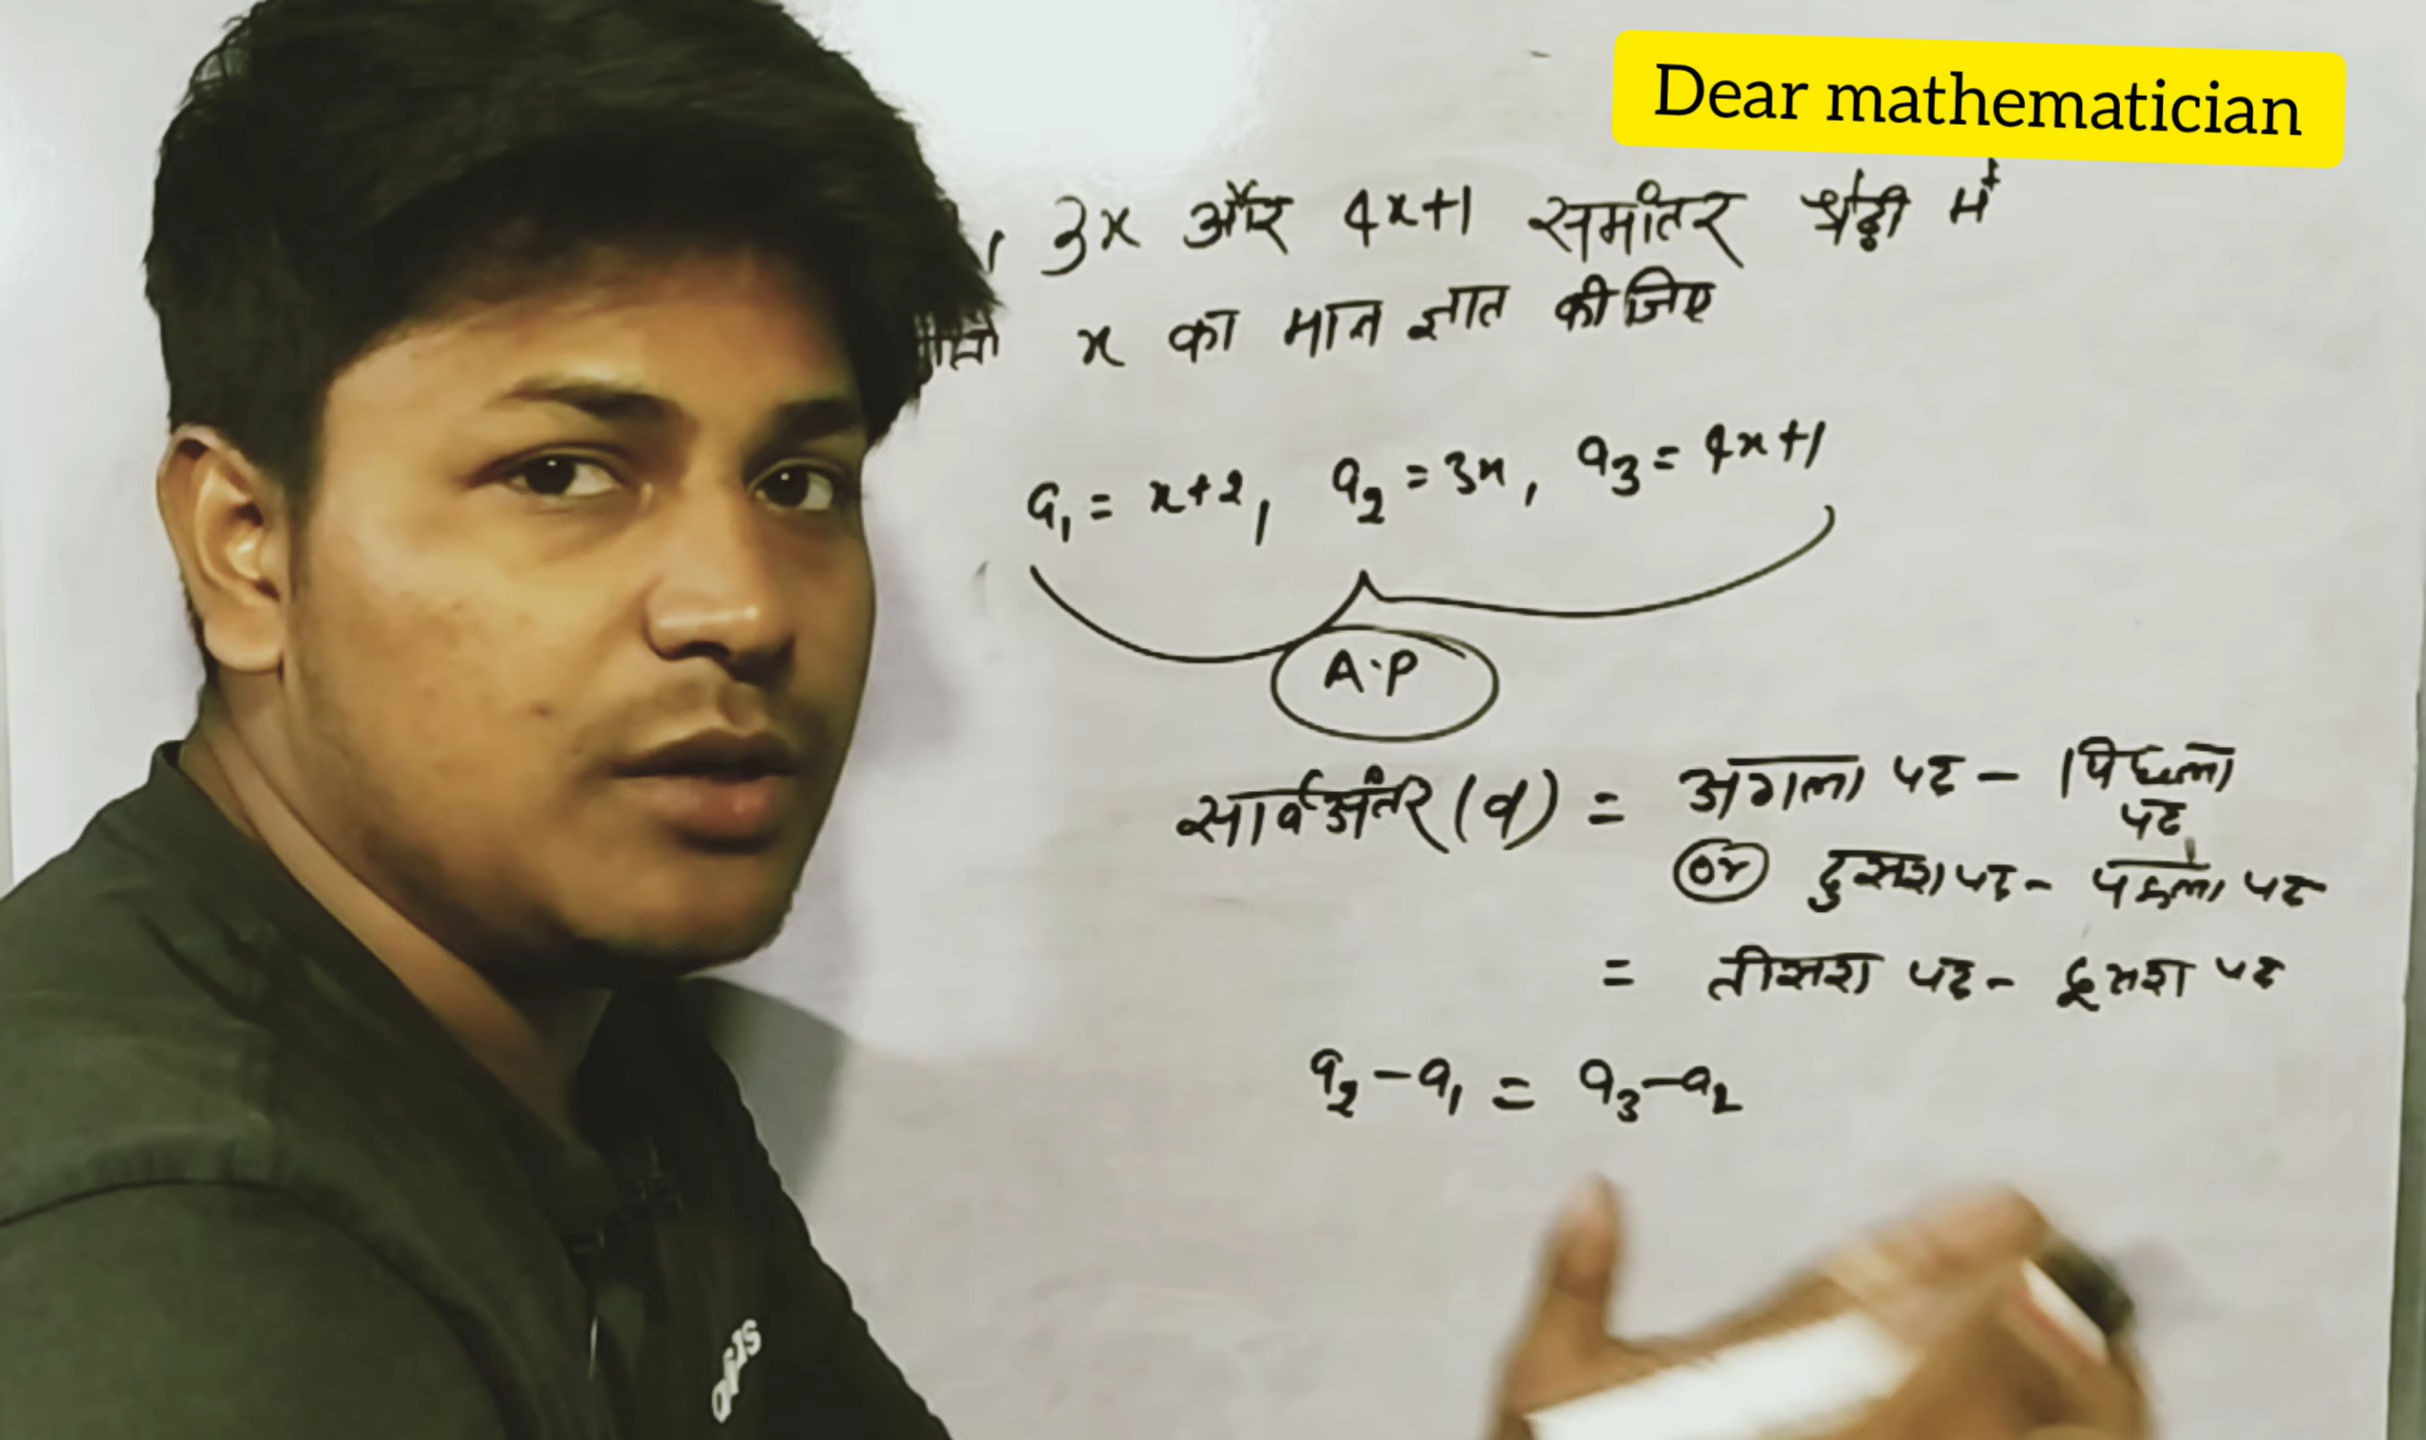 Dear mathematician
, 3x और 4x+1 समांतर श्रेढ़ी में
x का मान ज्ञात कीजिए
a₁ = x+2, a₂ = 3x, a₃ = 4x+1
A.P
सार्वअंतर (d) = अगला पद - पिछला
पद
or दुसरा पद - पहला पद
= तीसरा पद - दूसरा पद
a₂ - a₁ = a₃ - a₂